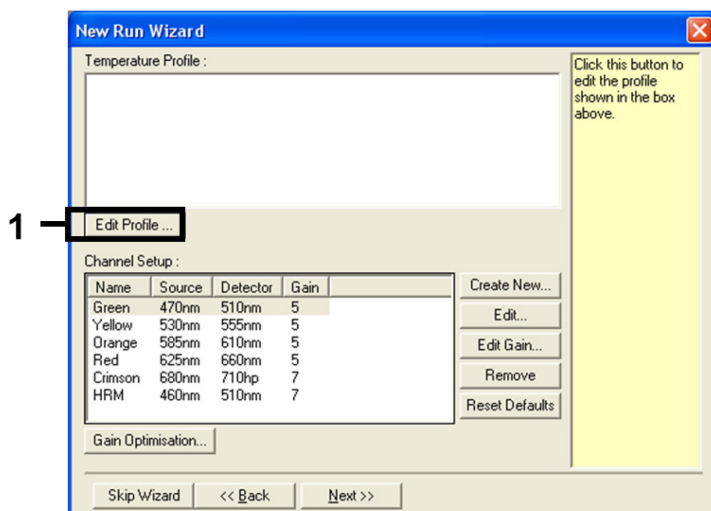 New Run Wizard
Temperature Profile :
Click this button to
edit the profile
shown in the box
above.
1
Edit Profile ...
Channel Setup :
Name Source Detector Gain
Green 470nm 510nm 5
Yellow 530nm 555nm 5
Orange 585nm 610nm 5
Red 625nm 660nm 5
Crimson 680nm 710hp 7
HRM 460nm 510nm 7
Create New...
Edit...
Edit Gain...
Remove
Reset Defaults
Gain Optimisation...
Skip Wizard
<< Back
Next >>